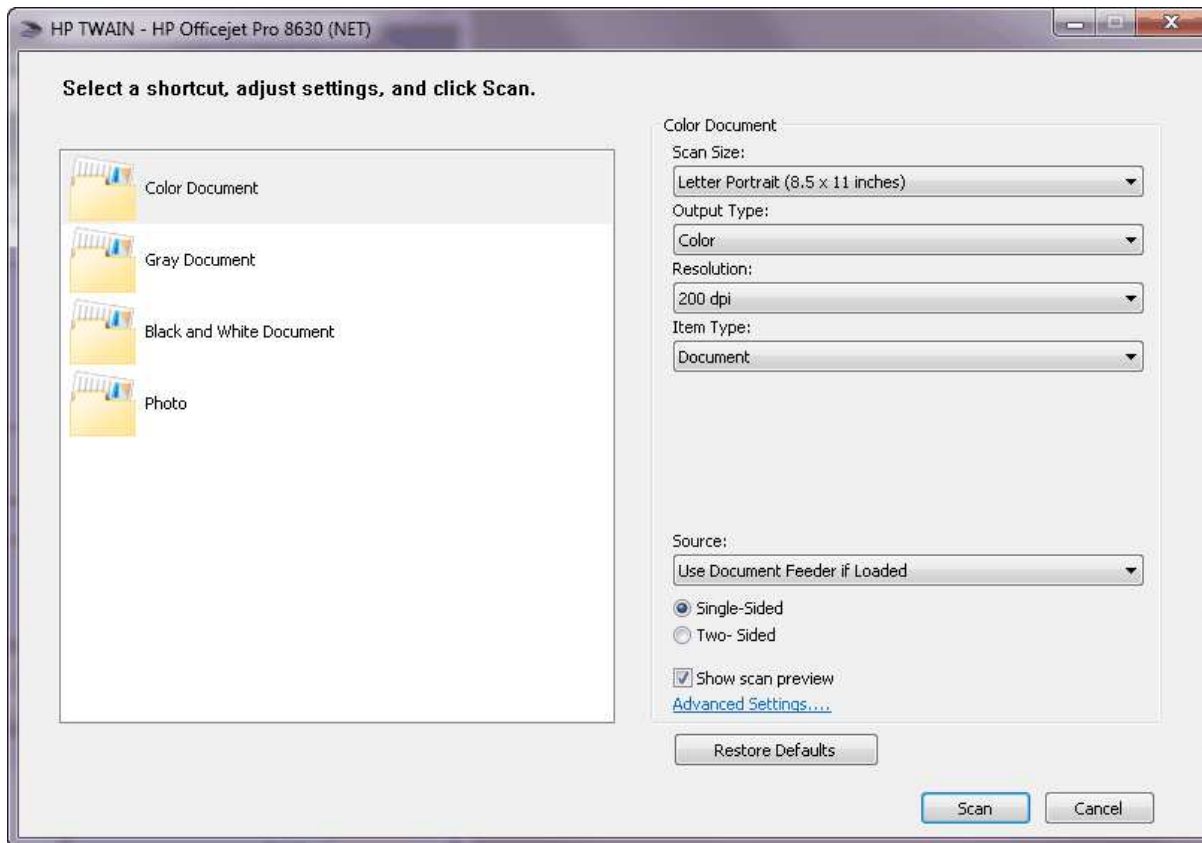 HP TWAIN - HP Officejet Pro 8630 (NET)
Select a shortcut, adjust settings, and click Scan.
Color Document
Gray Document
Black and White Document
Photo
Color Document
Scan Size:
Letter Portrait (8.5 x 11 inches)
Output Type:
Color
Resolution:
200 dpi
Item Type:
Document
Source:
Use Document Feeder if Loaded
Single-Sided
Two- Sided
Show scan preview
Advanced Settings....
Restore Defaults
Scan
Cancel